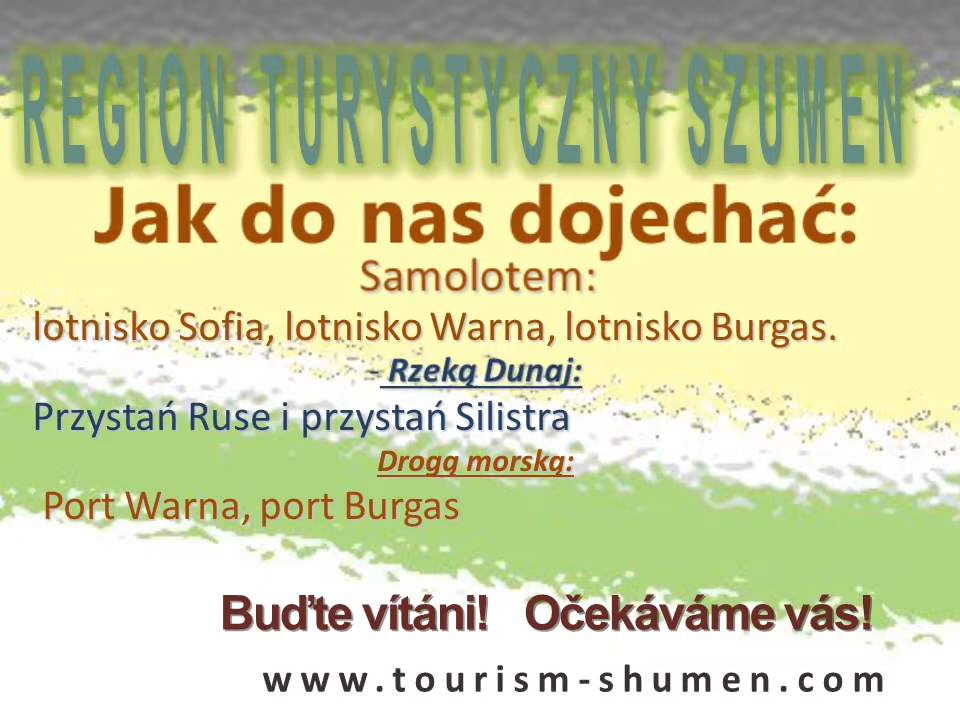 REGION TURYSTYCZNY SZUMEN
Jak do nas dojechać:
Samolotem:
lotnisko Sofia, lotnisko Warna, lotnisko Burgas.
- Rzeką Dunaj:
Przystań Ruse i przystań Silistra
Drogą morską:
Port Warna, port Burgas
Buďte vítáni! Očekáváme vás!
www.tourism-shumen.com